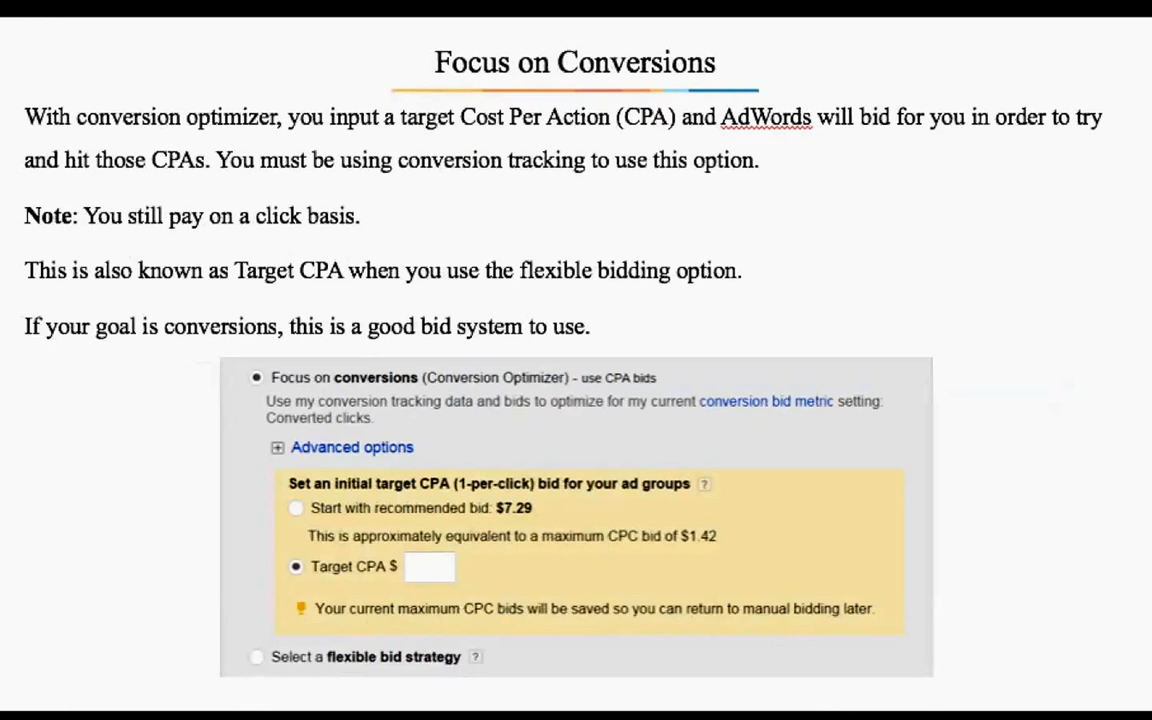 Focus on Conversions
With conversion optimizer, you input a target Cost Per Action (CPA) and AdWords will bid for you in order to try
and hit those CPAs. You must be using conversion tracking to use this option.
Note: You still pay on a click basis.
This is also known as Target CPA when you use the flexible bidding option.
If your goal is conversions, this is a good bid system to use.
Focus on conversions (Conversion Optimizer) - use CPA bids
Use my conversion tracking data and bids to optimize for my current conversion bid metric setting:
Converted clicks.
Advanced options
Set an initial target CPA (1-per-click) bid for your ad groups ?
Start with recommended bid: $7.29
This is approximately equivalent to a maximum CPC bid of $1.42
Target CPA $
Your current maximum CPC bids will be saved so you can return to manual bidding later.
Select a flexible bid strategy ?